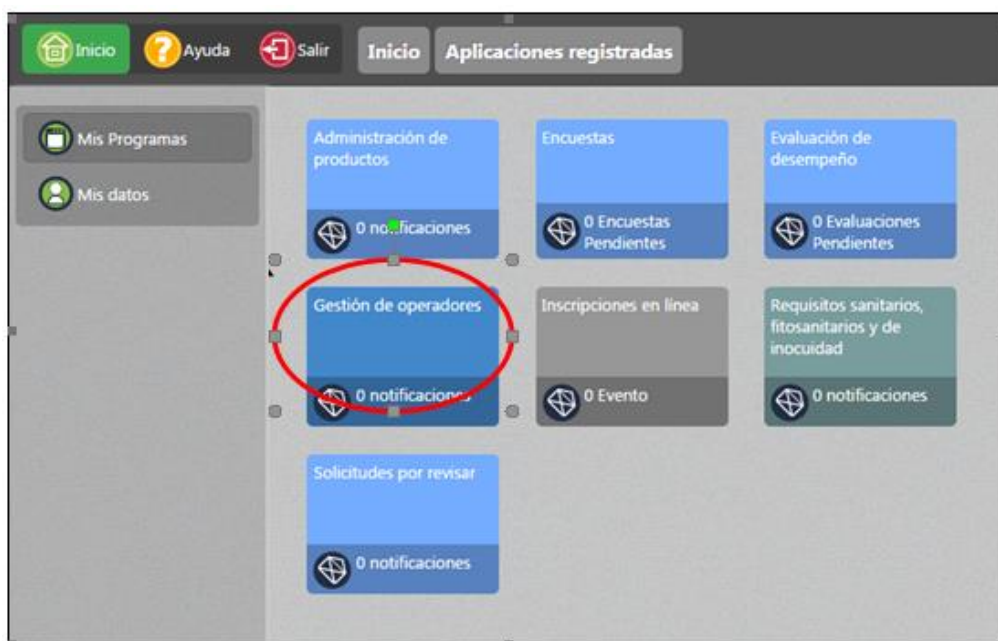 Inicio
Ayuda
Salir
Inicio
Aplicaciones registradas
Mis Programas
Mis datos
Administración de
productos
0 notificaciones
Encuestas
0 Encuestas
Pendientes
Evaluación de
desempeño
0 Evaluaciones
Pendientes
Gestión de operadores
0 notificaciones
Inscripciones en línea
0 Evento
Requisitos sanitarios,
fitosanitarios y de
inocuidad
0 notificaciones
Solicitudes por revisar
0 notificaciones